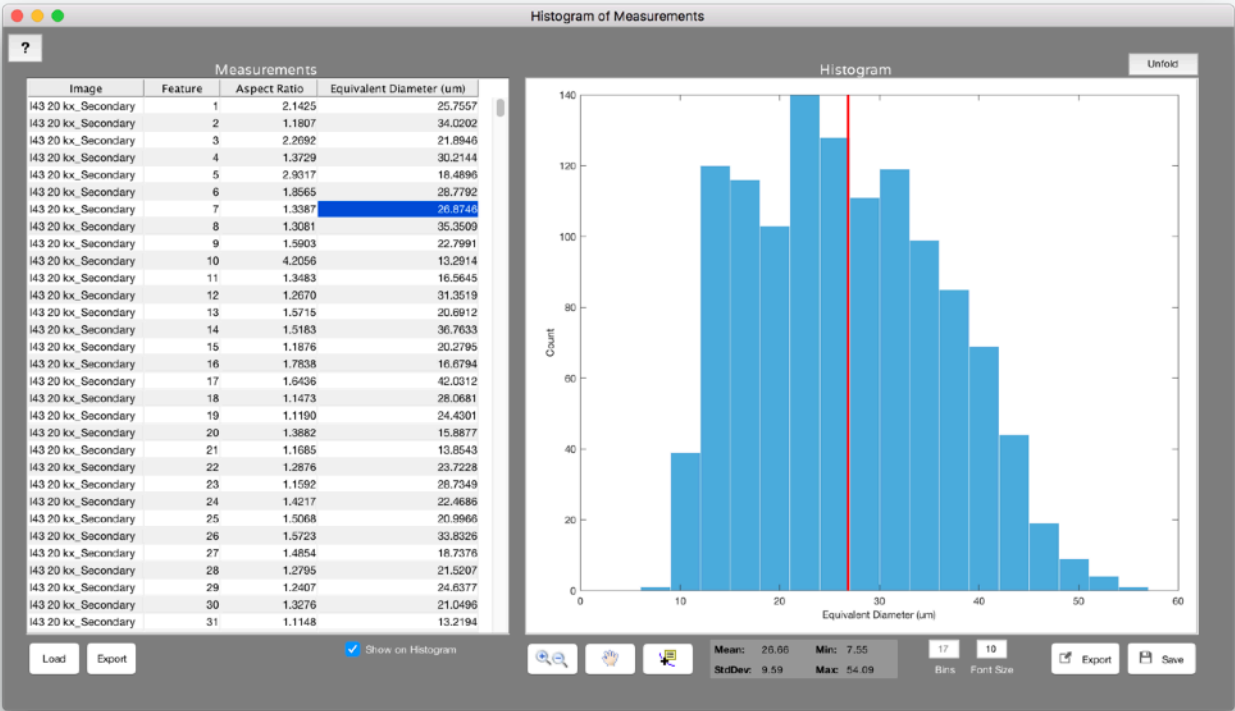 Histogram of Measurements
?
Measurements
Image Feature Aspect Ratio Equivalent Diameter (um)
I43 20 kx_Secondary 1 2.1425 25.7557
I43 20 kx_Secondary 2 1.1807 34.0202
I43 20 kx_Secondary 3 2.2692 21.8946
I43 20 kx_Secondary 4 1.3729 30.2144
I43 20 kx_Secondary 5 2.9317 18.4896
I43 20 kx_Secondary 6 1.8565 28.7792
I43 20 kx_Secondary 7 1.3387 26.8746
I43 20 kx_Secondary 8 1.3081 35.3509
I43 20 kx_Secondary 9 1.5903 22.7991
I43 20 kx_Secondary 10 4.2056 13.2914
I43 20 kx_Secondary 11 1.3483 16.5645
I43 20 kx_Secondary 12 1.2670 31.3519
I43 20 kx_Secondary 13 1.5715 20.6912
I43 20 kx_Secondary 14 1.5183 36.7633
I43 20 kx_Secondary 15 1.1876 20.2795
I43 20 kx_Secondary 16 1.7838 16.6794
I43 20 kx_Secondary 17 1.6436 42.0312
I43 20 kx_Secondary 18 1.1473 28.0681
I43 20 kx_Secondary 19 1.1190 24.4301
I43 20 kx_Secondary 20 1.3882 15.8877
I43 20 kx_Secondary 21 1.1685 13.8543
I43 20 kx_Secondary 22 1.2876 23.7228
I43 20 kx_Secondary 23 1.1592 28.7349
I43 20 kx_Secondary 24 1.4217 22.4686
I43 20 kx_Secondary 25 1.5068 20.9966
I43 20 kx_Secondary 26 1.5723 33.8326
I43 20 kx_Secondary 27 1.4854 18.7376
I43 20 kx_Secondary 28 1.2795 21.5207
I43 20 kx_Secondary 29 1.2407 24.6377
I43 20 kx_Secondary 30 1.3276 21.0496
I43 20 kx_Secondary 31 1.1148 13.2194
Load Export
Show on Histogram
Histogram
Unfold
140
120
100
80
60
40
20
0
Count
0 10 20 30 40 50 60
Equivalent Diameter (um)
Mean: 26.66 Min: 7.55
StdDev: 9.59 Max: 54.09
17 10
Bins Font Size
Export Save